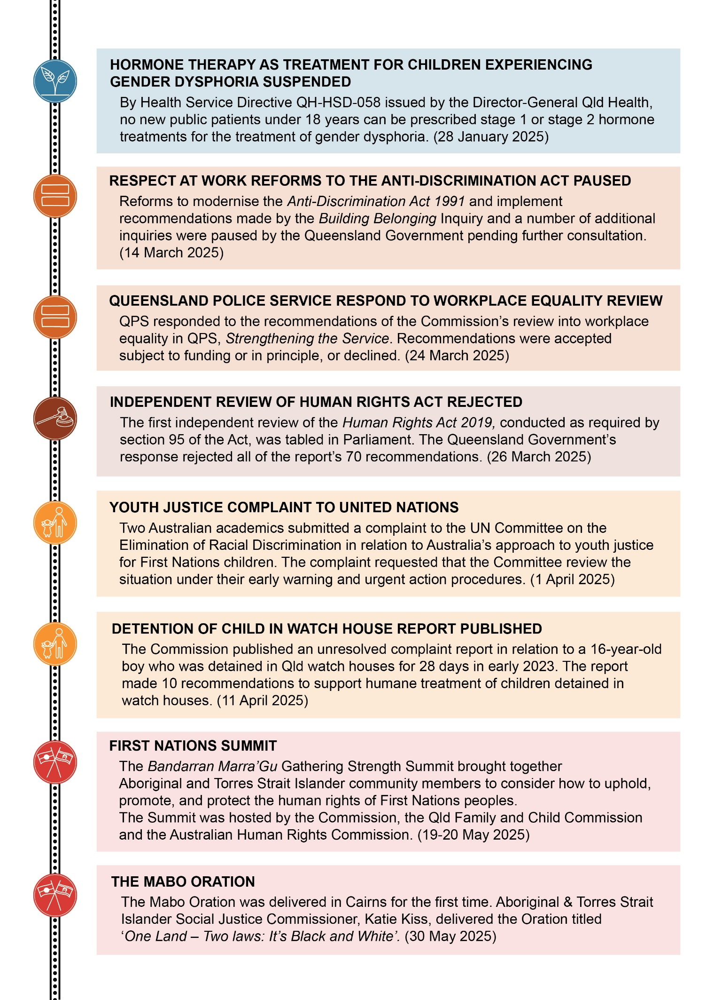 HORMONE THERAPY AS TREATMENT FOR CHILDREN EXPERIENCING
GENDER DYSPHORIA SUSPENDED
By Health Service Directive QH-HSD-058 issued by the Director-General Qld Health,
no new public patients under 18 years can be prescribed stage 1 or stage 2 hormone
treatments for the treatment of gender dysphoria. (28 January 2025)
RESPECT AT WORK REFORMS TO THE ANTI-DISCRIMINATION ACT PAUSED
Reforms to modernise the Anti-Discrimination Act 1991 and implement
recommendations made by the Building Belonging Inquiry and a number of additional
inquiries were paused by the Queensland Government pending further consultation.
(14 March 2025)
QUEENSLAND POLICE SERVICE RESPOND TO WORKPLACE EQUALITY REVIEW
QPS responded to the recommendations of the Commission’s review into workplace
equality in QPS, Strengthening the Service. Recommendations were accepted
subject to funding or in principle, or declined. (24 March 2025)
INDEPENDENT REVIEW OF HUMAN RIGHTS ACT REJECTED
The first independent review of the Human Rights Act 2019, conducted as required by
section 95 of the Act, was tabled in Parliament. The Queensland Government’s
response rejected all of the report’s 70 recommendations. (26 March 2025)
YOUTH JUSTICE COMPLAINT TO UNITED NATIONS
Two Australian academics submitted a complaint to the UN Committee on the
Elimination of Racial Discrimination in relation to Australia’s approach to youth justice
for First Nations children. The complaint requested that the Committee review the
situation under their early warning and urgent action procedures. (1 April 2025)
DETENTION OF CHILD IN WATCH HOUSE REPORT PUBLISHED
The Commission published an unresolved complaint report in relation to a 16-year-old
boy who was detained in Qld watch houses for 28 days in early 2023. The report
made 10 recommendations to support humane treatment of children detained in
watch houses. (11 April 2025)
FIRST NATIONS SUMMIT
The Bandarran Marra’Gu Gathering Strength Summit brought together
Aboriginal and Torres Strait Islander community members to consider how to uphold,
promote, and protect the human rights of First Nations peoples.
The Summit was hosted by the Commission, the Qld Family and Child Commission
and the Australian Human Rights Commission. (19-20 May 2025)
THE MABO ORATION
The Mabo Oration was delivered in Cairns for the first time. Aboriginal & Torres Strait
Islander Social Justice Commissioner, Katie Kiss, delivered the Oration titled
‘One Land – Two laws: It’s Black and White’. (30 May 2025)